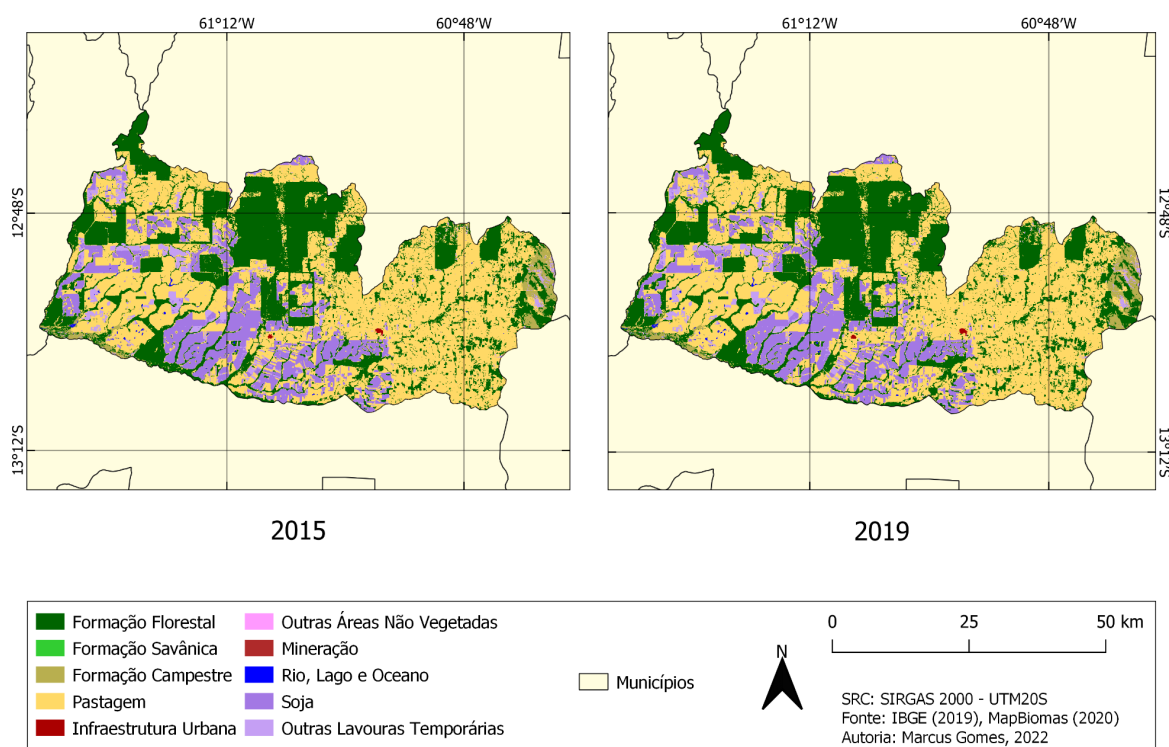 61°12'W
60°48'W
61°12'W
60°48'W
12°48'S
12°48'S
13°12'S
13°12'S
2015
2019
Formação Florestal
Formação Savânica
Formação Campestre
Pastagem
Infraestrutura Urbana
Outras Áreas Não Vegetadas
Mineração
Rio, Lago e Oceano
Soja
Outras Lavouras Temporárias
Municípios
N
0 25 50 km
SRC: SIRGAS 2000 - UTM20S
Fonte: IBGE (2019), MapBiomas (2020)
Autoria: Marcus Gomes, 2022